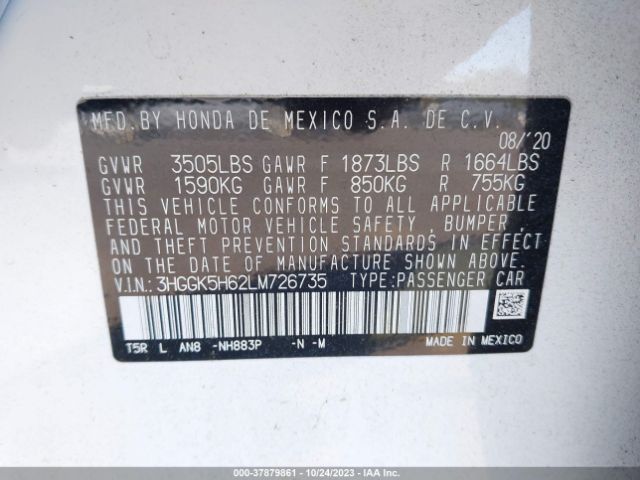 MFD. BY HONDA DE MEXICO S.A. DE C.V.
08/'20
GVWR 3505LBS GAWR F 1873LBS R 1664LBS
GVWR 1590KG GAWR F 850KG R 755KG
THIS VEHICLE CONFORMS TO ALL APPLICABLE
FEDERAL MOTOR VEHICLE SAFETY, BUMPER,
AND THEFT PREVENTION STANDARDS IN EFFECT
ON THE DATE OF MANUFACTURE SHOWN ABOVE.
V.I.N.: 3HGGK5H62LM726735 TYPE:PASSENGER CAR
T5R L AN8 -NH883P -N -M MADE IN MEXICO
000-37879861 | 10/24/2023 | IAA Inc.